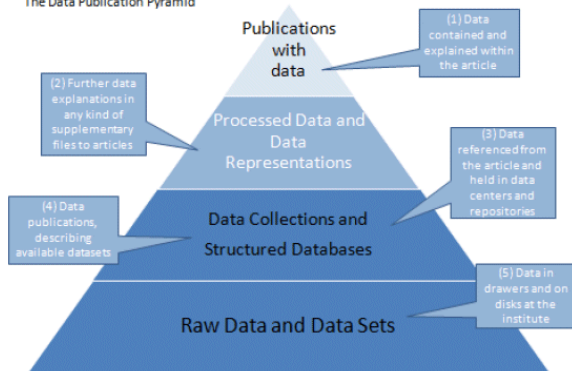 The Data Publication Pyramid
Publications
with
data
(1) Data
contained and
explained within
the article
(2) Further data
explanations in
any kind of
supplementary
files to articles
Processed Data and
Data
Representations
(3) Data
referenced from
the article and
held in data
centers and
repositories
(4) Data
publications,
describing
available datasets
Data Collections and
Structured Databases
(5) Data in
drawers and on
disks at the
institute
Raw Data and Data Sets